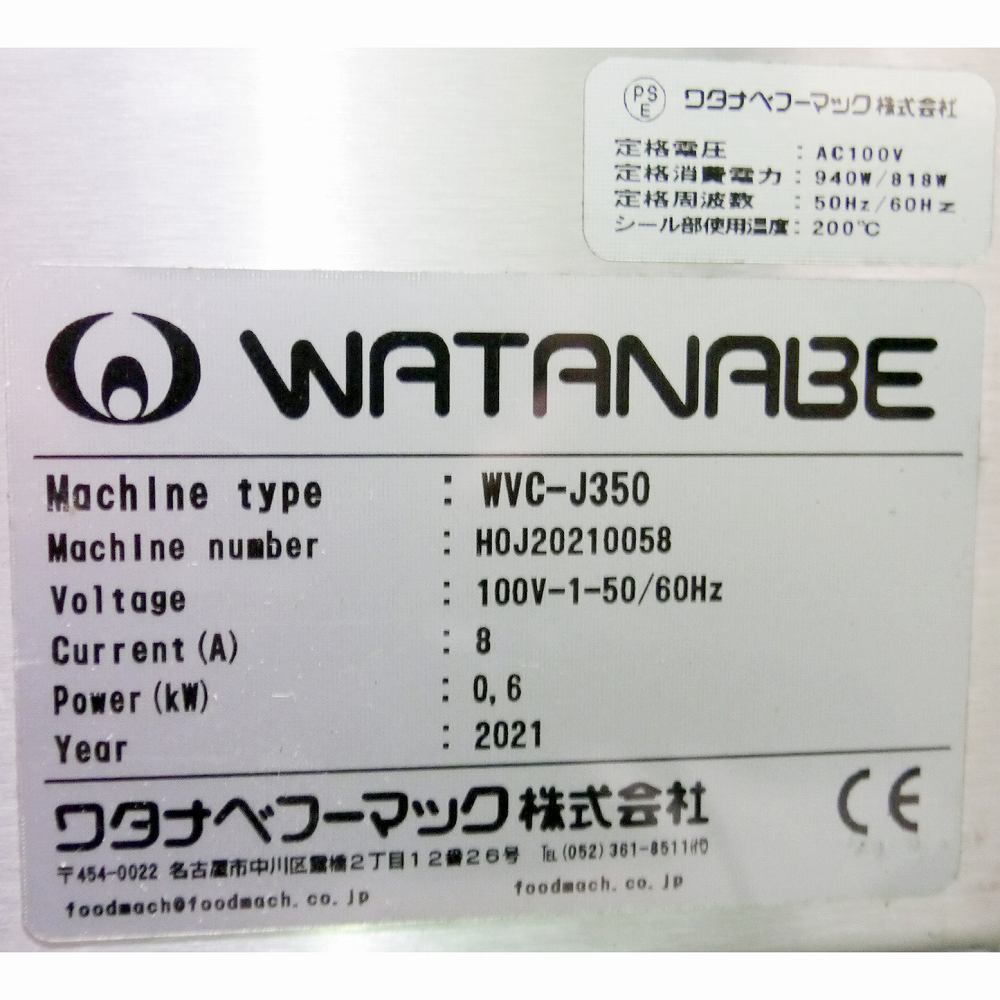 PSE ワタナベフーマック株式会社
定格電圧 : AC100V
定格消費電力 : 940W/818W
定格周波数 : 50Hz/60Hz
シール部使用温度 : 200℃
WATANABE
Machine type : WVC-J350
Machine number : HOJ20210058
Voltage : 100V-1-50/60Hz
Current(A) : 8
Power(kW) : 0,6
Year : 2021
ワタナベフーマック株式会社
CE
〒454-0022 名古屋市中川区露橋2丁目12番26号 TEL(052)361-8511㈹
foodmach@foodmach.co.jp foodmach.co.jp